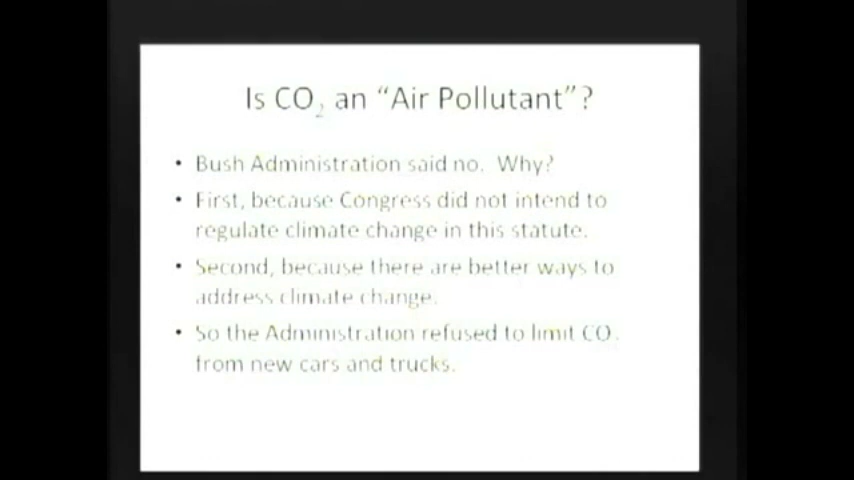 Is CO₂ an “Air Pollutant”?
• Bush Administration said no. Why?
• First, because Congress did not intend to
regulate climate change in this statute.
• Second, because there are better ways to
address climate change.
• So the Administration refused to limit CO₂
from new cars and trucks.